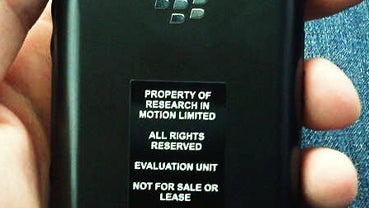 PROPERTY OF
RESEARCH IN
MOTION LIMITED
ALL RIGHTS
RESERVED
EVALUATION UNIT
NOT FOR SALE OR
LEASE